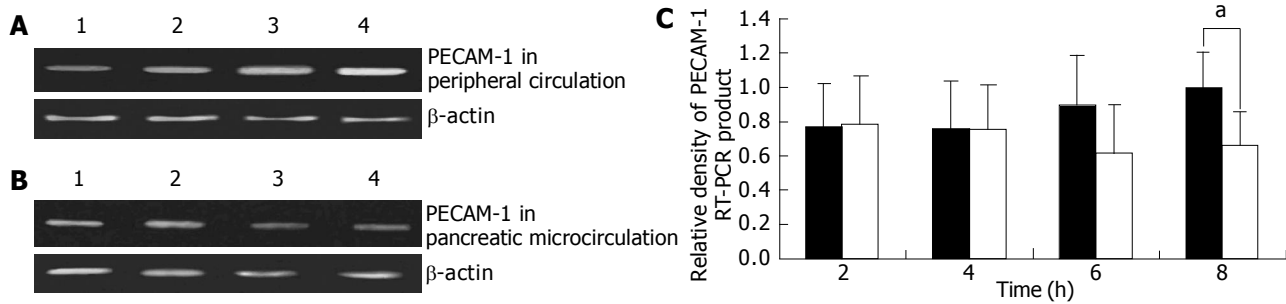 A
1 2 3 4
PECAM-1 in
peripheral circulation
β-actin
B
1 2 3 4
PECAM-1 in
pancreatic microcirculation
β-actin
C
Relative density of PECAM-1
RT-PCR product
1.4
1.2
1.0
0.8
0.6
0.4
0.2
0.0
a
2 4 6 8
Time (h)